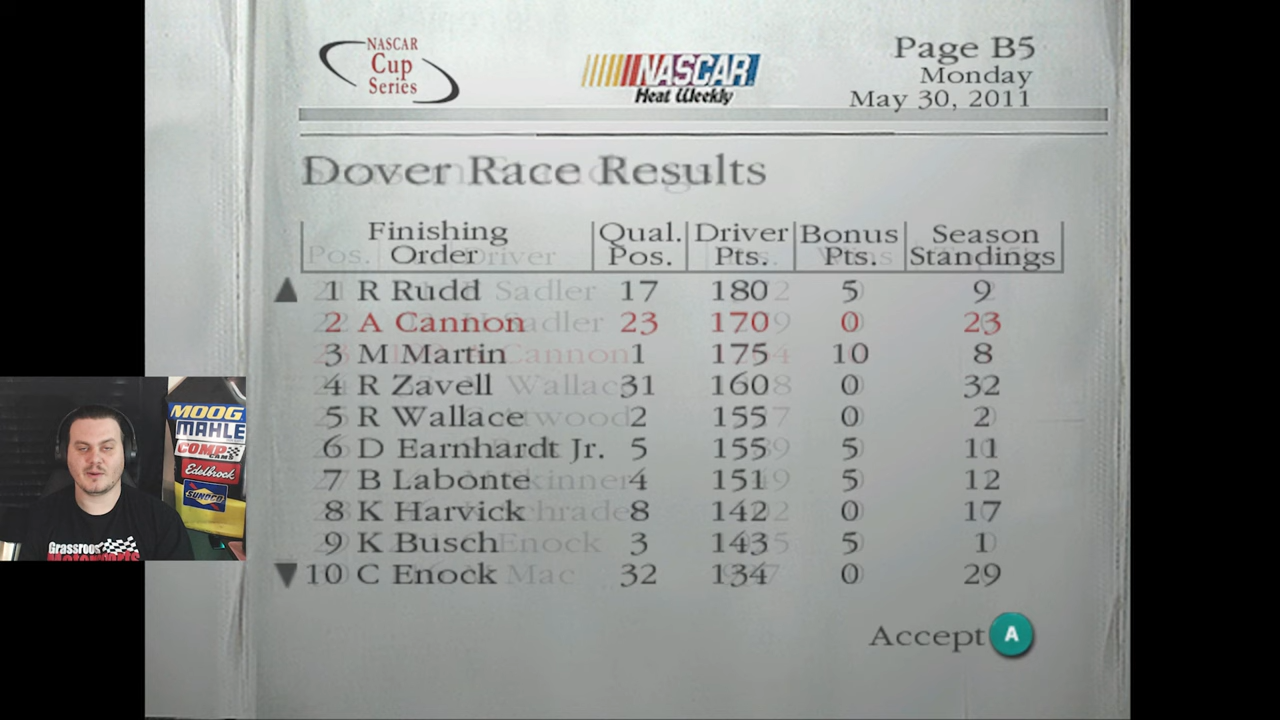 NASCAR
Cup
Series
NASCAR
Heat Weekly
Page B5
Monday
May 30, 2011
Dover Race Results
Finishing Order Qual. Pos. Driver Pts. Bonus Pts. Season Standings
1 R Rudd 17 180 5 9
2 A Cannon 23 170 0 23
3 M Martin 1 175 10 8
4 R Zavell 31 160 0 32
5 R Wallace 2 155 0 2
6 D Earnhardt Jr. 5 155 5 11
7 B Labonte 4 151 5 12
8 K Harvick 8 142 0 17
9 K Busch 3 143 5 1
10 C Enock 32 134 0 29
Accept A
MOOG
MAHLE
COMP
CAMS
Edelbrock
SUNOCO
Grassroots